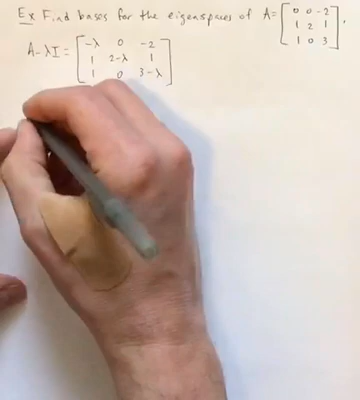 Ex Find bases for the eigenspaces of A = [ 0 0 -2
1 2 1
1 0 3 ],
A-λI = [ -λ 0 -2
1 2-λ 1
1 0 3-λ ]